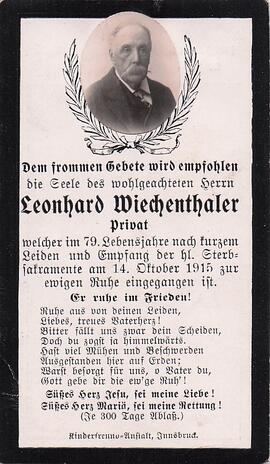 Dem frommen Gebete wird empfohlen
die Seele des wohlgeachteten Herrn
Leonhard Wiechenthaler
Privat
welcher im 79. Lebensjahre nach kurzem
Leiden und Empfang der hl. Sterb-
sakramente am 14. Oktober 1915 zur
ewigen Ruhe eingegangen ist.
Er ruhe im Frieden!
Ruhe aus von deinen Leiden,
Liebes, treues Vaterherz!
Bitter fällt uns zwar dein Scheiden,
Doch du zogst ja himmelwärts.
Hast viel Mühen und Beschwerden
Ausgestanden hier auf Erden;
Warst besorgt für uns, o Vater du,
Gott gebe dir die ew'ge Ruh'!
Süßes Herz Jesu, sei meine Liebe!
Süßes Herz Mariä, sei meine Rettung!
(Je 300 Tage Ablaß.)
Kinderfreund-Anstalt, Innsbruck.